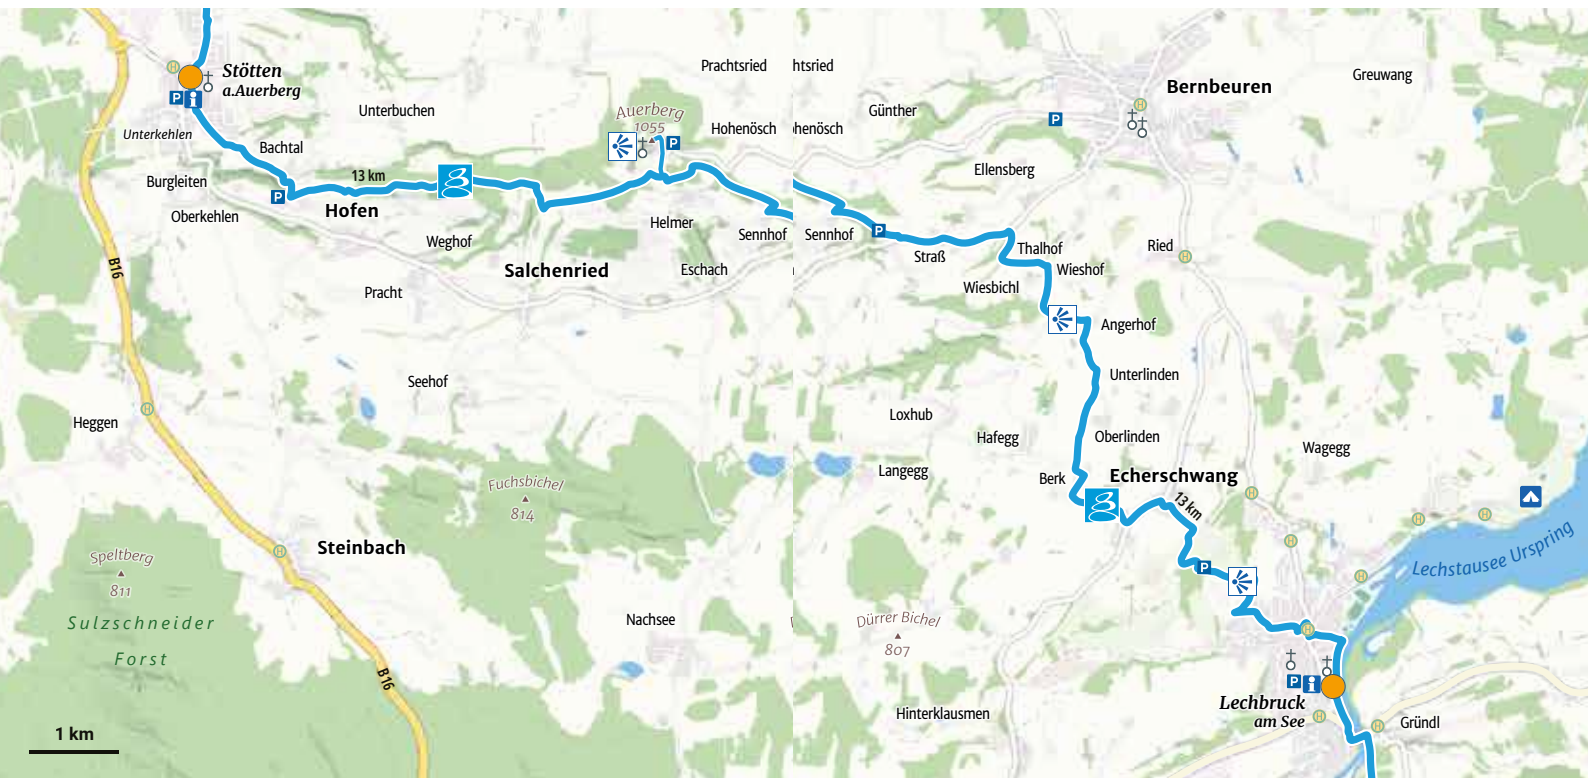 Stötten
a.Auerberg
P
i
Unterkehlen
Unterbuchen
Bachtal
Burgleiten
Oberkehlen
P
13 km
Hofen
Weghof
Salchenried
Pracht
Prachtsried
Auerberg
1055
P
Hohenösch
Helmer
Sennhof
Eschach
B16
Seehof
Heggen
Fuchsbichel
814
Steinbach
Speltberg
811
Sulzschneider
Forst
Nachsee
B16
1 km
htsried
henösch
Günther
P
Bernbeuren
Greuwang
Ellensberg
Sennhof
P
Straß
Thalhof
Wieshof
Wiesbichl
Ried
Angerhof
Unterlinden
Loxhub
Hafegg
Oberlinden
Langegg
Berk
Echerschwang
13 km
Wagegg
P
Lechstausee Urspring
Dürrer Bichel
807
Hinterklausmen
P
i
Lechbruck
am See
Gründl
H
H
H
H
H
H
H
H
H
H
H
H
H